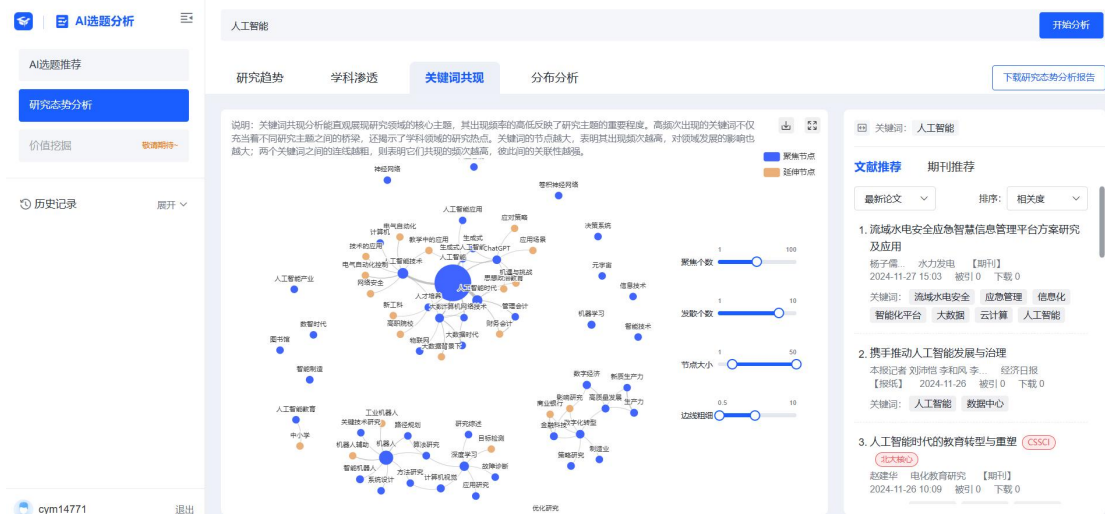 AI选题分析
AI选题推荐
研究态势分析
价值挖掘 敬请期待~
历史记录 展开
cym14771 退出
人工智能 开始分析
研究趋势 学科渗透 关键词共现 分布分析 下载研究态势分析报告
说明：关键词共现分析能直观展现研究领域的核心主题，其出现频率的高低反映了研究主题的重要程度。高频次出现的关键词不仅
充当着不同研究主题之间的桥梁，还揭示了学科领域的研究热点。关键词的节点越大，表明其出现频次越高，对领域发展的影响也
越大；两个关键词之间的连线越粗，则表明它们共现的频次越高，彼此间的关联性越强。
聚焦节点
延伸节点
神经网络
卷积神经网络
人工智能应用
应对策略
电气自动化
计算机
教学中的应用
生成式
决策系统
技术的应用
生成式人工智能
ChatGPT
应用场景
电气自动化控制
人工智能技术
人工智能
机遇与挑战
思想政治教育
元宇宙
人工智能产业
网络安全
人工智能时代
信息技术
人才培养
新工科
大数据
计算机网络技术
管理会计
数智时代
高职院校
财务会计
机器学习
智能技术
图书馆
物联网
大数据时代
大数据背景下
智能制造
数字经济
新质生产力
影响研究
高质量发展
生产力
商业银行
人工智能教育
工业机器人
关键技术研究
路径规划
研究综述
金融科技
数字化转型
中小学
目标检测
机器人辅助
机器人
算法研究
深度学习
策略研究
制造业
智能机器人
方法研究
计算机视觉
故障诊断
系统设计
应用研究
优化研究
1 100
聚焦个数
1 10
发散个数
1 50
节点大小
0.5 10
边线粗细
关键词: 人工智能
文献推荐 期刊推荐
最新论文 排序: 相关度
1. 流域水电安全应急智慧信息管理平台方案研究
及应用
杨子儒... 水力发电 【期刊】
2024-11-27 15:03 被引 0 下载 0
关键词: 流域水电安全 应急管理 信息化
智能化平台 大数据 云计算 人工智能
2. 携手推动人工智能发展与治理
本报记者 刘沛恺 李和风 李... 经济日报
【报纸】 2024-11-26 被引 0 下载 0
关键词: 人工智能 数据中心
3. 人工智能时代的教育转型与重塑 CSSCI
北大核心
赵建华 电化教育研究 【期刊】
2024-11-26 10:09 被引 0 下载 0